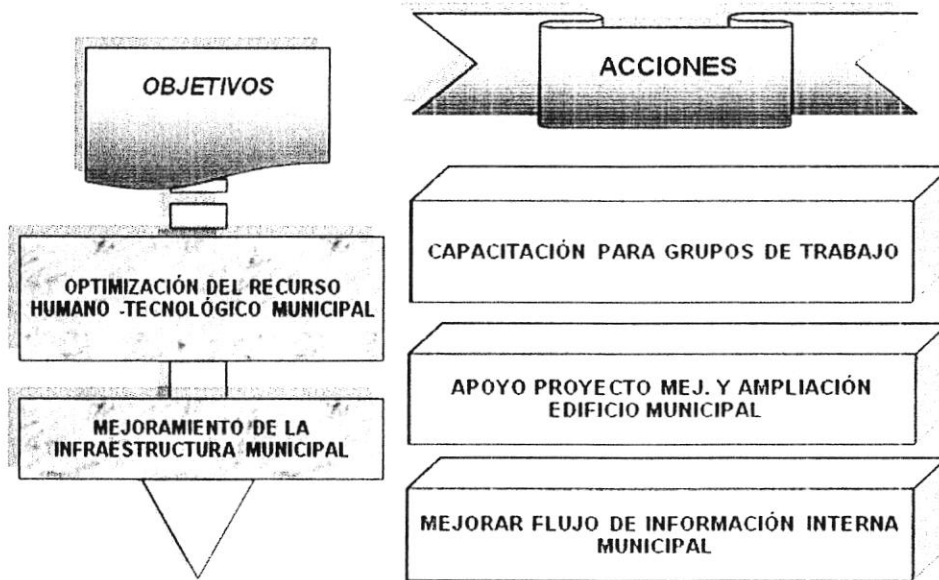 OBJETIVOS
OPTIMIZACIÓN DEL RECURSO
HUMANO -TECNOLÓGICO MUNICIPAL
MEJORAMIENTO DE LA
INFRAESTRUCTURA MUNICIPAL
ACCIONES
CAPACITACIÓN PARA GRUPOS DE TRABAJO
APOYO PROYECTO MEJ. Y AMPLIACIÓN
EDIFICIO MUNICIPAL
MEJORAR FLUJO DE INFORMACIÓN INTERNA
MUNICIPAL